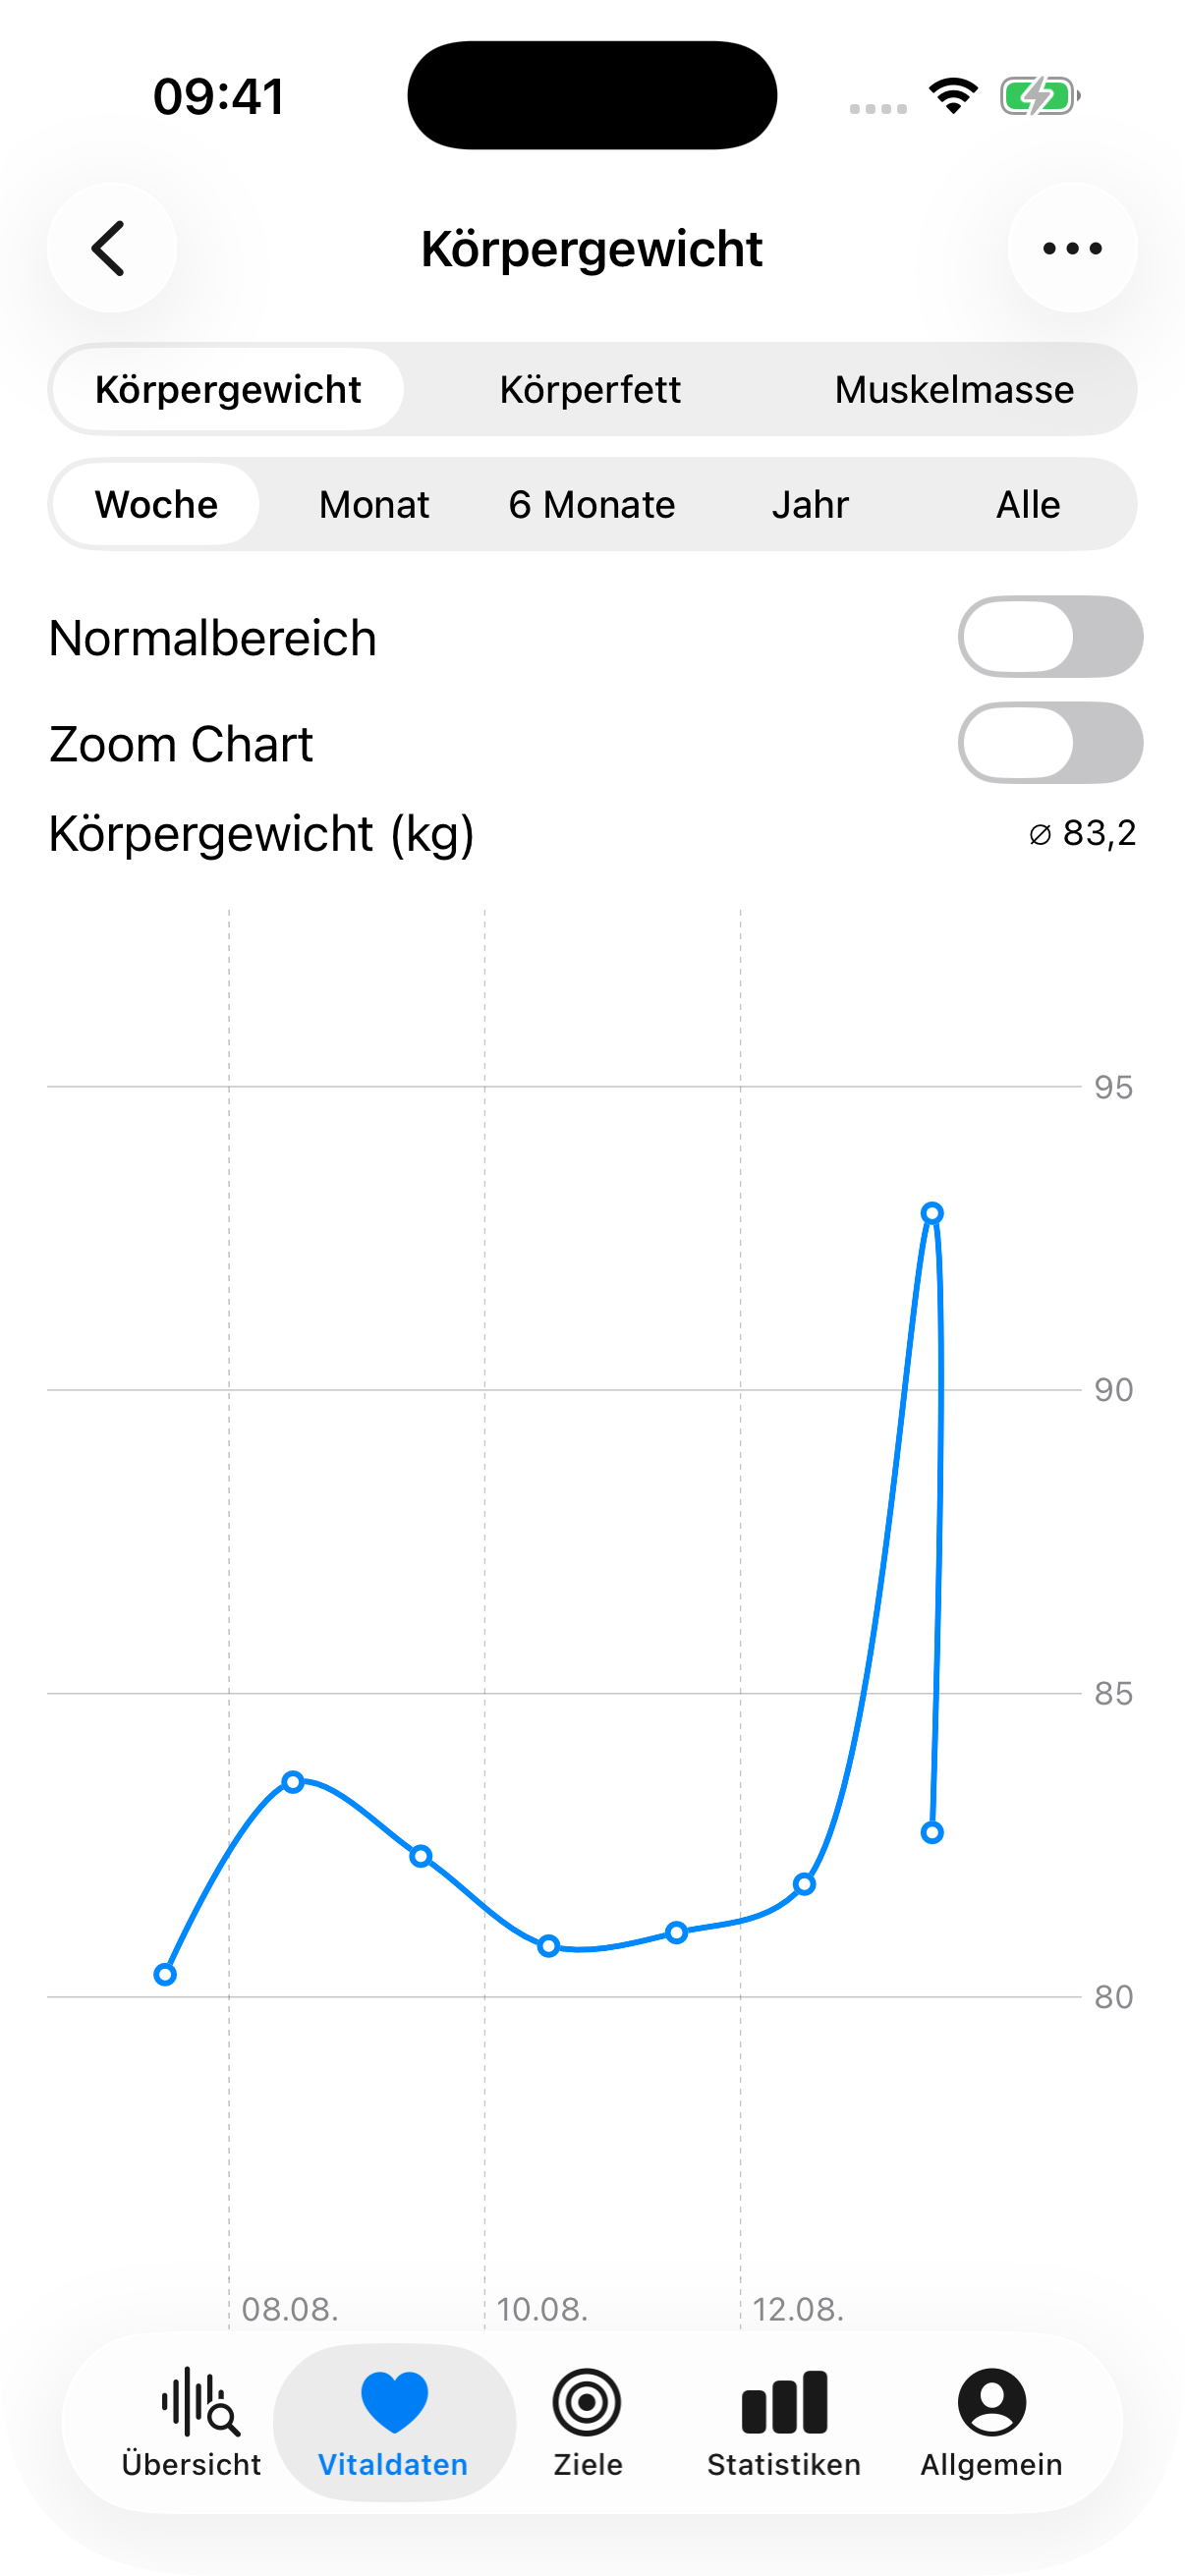 09:41
Körpergewicht
Körpergewicht Körperfett Muskelmasse
Woche Monat 6 Monate Jahr Alle
Normalbereich
Zoom Chart
Körpergewicht (kg) ⌀ 83,2
95
90
85
80
08.08. 10.08. 12.08.
Übersicht Vitaldaten Ziele Statistiken Allgemein